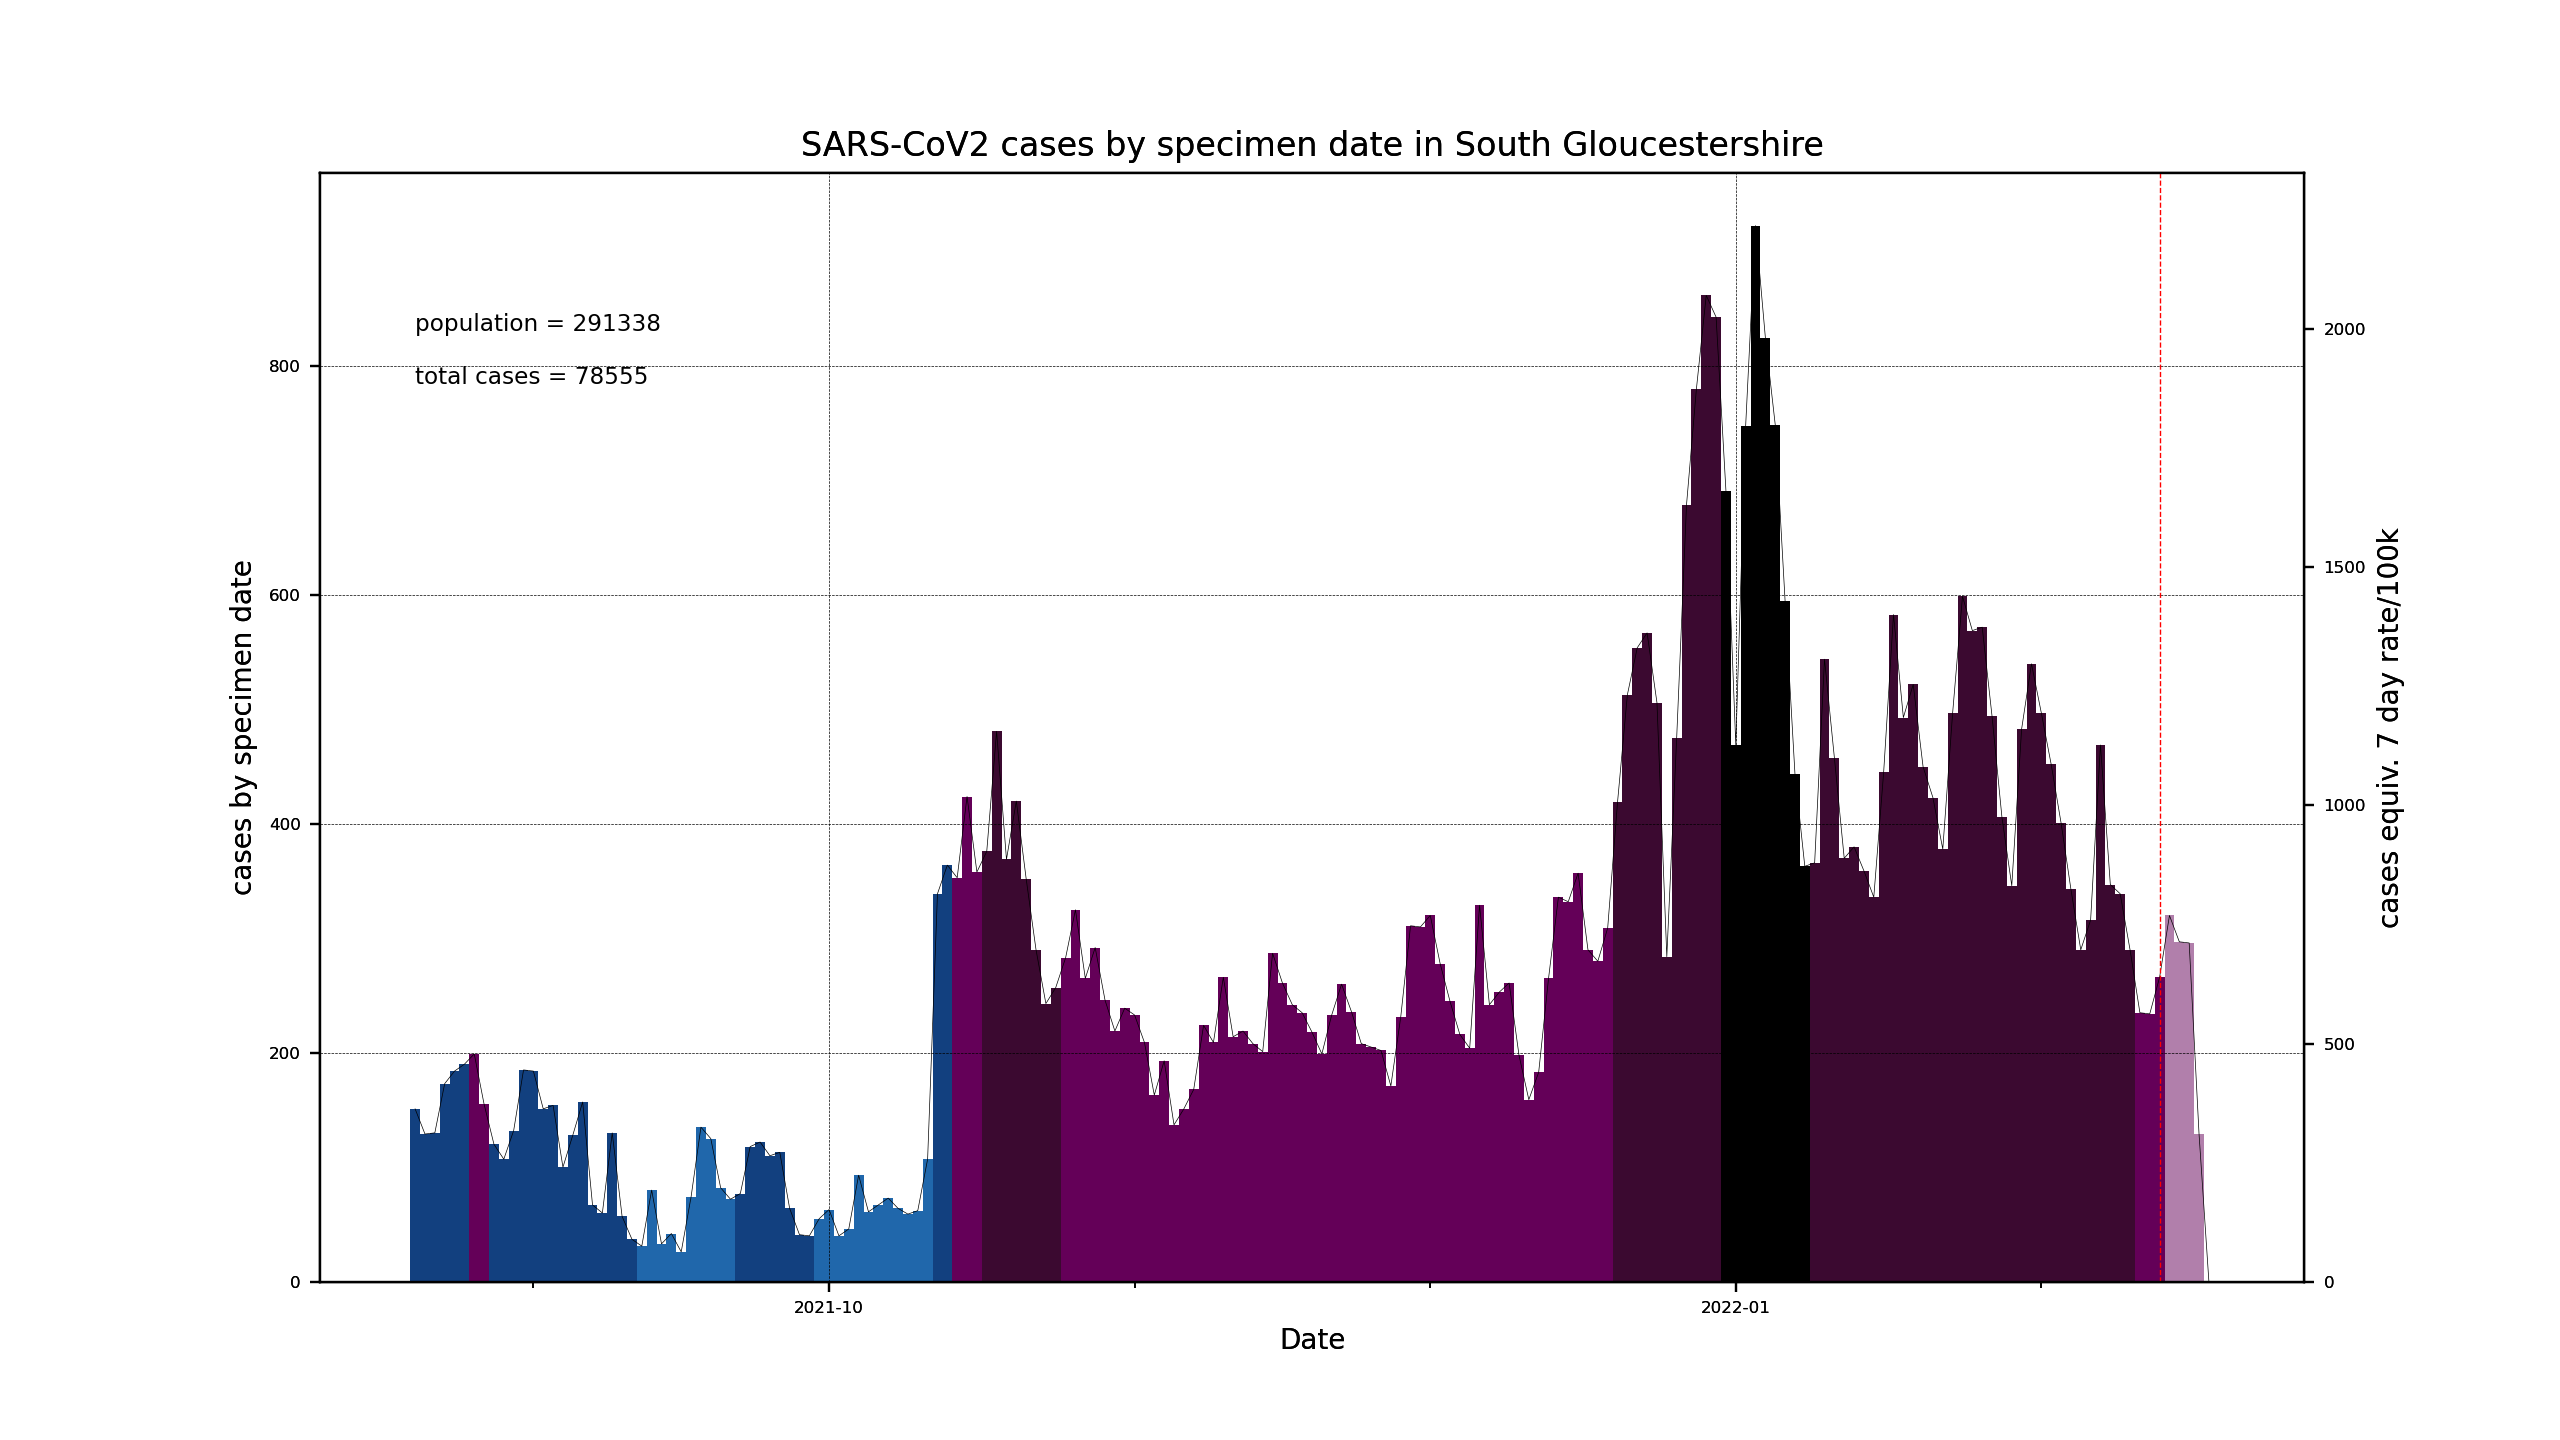 SARS-CoV2 cases by specimen date in South Gloucestershire
population = 291338
total cases = 78555
cases by specimen date
800
600
400
200
0
2000
1500
1000
500
0
cases equiv. 7 day rate/100k
2021-10
2022-01
Date